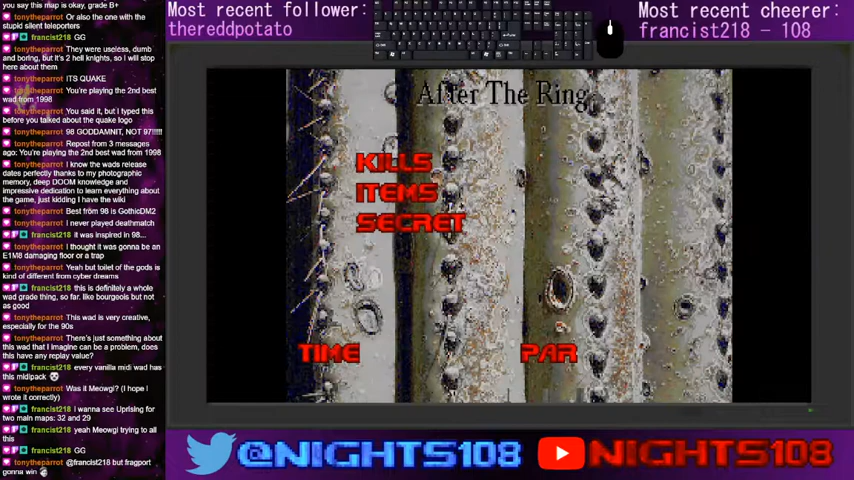 you say this map is okay, grade B+
tonytheparrot Or also the one with the
stupid silent teleporters
francist218 GG
tonytheparrot They were useless, dumb
and boring, but it's 2 hell knights, so I will stop
here about them
tonytheparrot ITS QUAKE
tonytheparrot You're playing the 2nd best
wad from 1998
tonytheparrot You said it, but I typed this
before you talked about the quake logo
tonytheparrot 98 GODDAMNIT, NOT 97!!!!!
tonytheparrot Repost from 3 messages
ago: You're playing the 2nd best wad from 1998
tonytheparrot I know the wads release
dates perfectly thanks to my photographic
memory, deep DOOM knowledge and
impressive dedication to learn everything about
the game, just kidding I have the wiki
tonytheparrot Best from 98 is GothicDM2
tonytheparrot I never played deathmatch
francist218 it was inspired in 98...
tonytheparrot I thought it was gonna be an
E1M8 damaging floor or a trap
tonytheparrot Yeah but toilet of the gods is
kind of different from cyber dreams
francist218 this is definitely a whole
wad grade thing, so far. like bourgeois but not
as good
tonytheparrot This wad is very creative,
especially for the 90s
tonytheparrot There's just something about
this wad that I imagine can be a problem, does
this have any replay value?
francist218 every vanilla midi wad has
this midipack
tonytheparrot Was it Meowgi? (I hope I
wrote it correctly)
francist218 I wanna see Uprising for
two main maps: 32 and 29
francist218 yeah Meowgi trying to all
this
francist218 GG
tonytheparrot @francist218 but fragport
gonna win
Most recent follower:
thereddpotato
Most recent cheerer:
francist218 - 108
After The Ring
KILLS
ITEMS
SECRET
TIME
PAR
@NIGHTS108
NIGHTS108